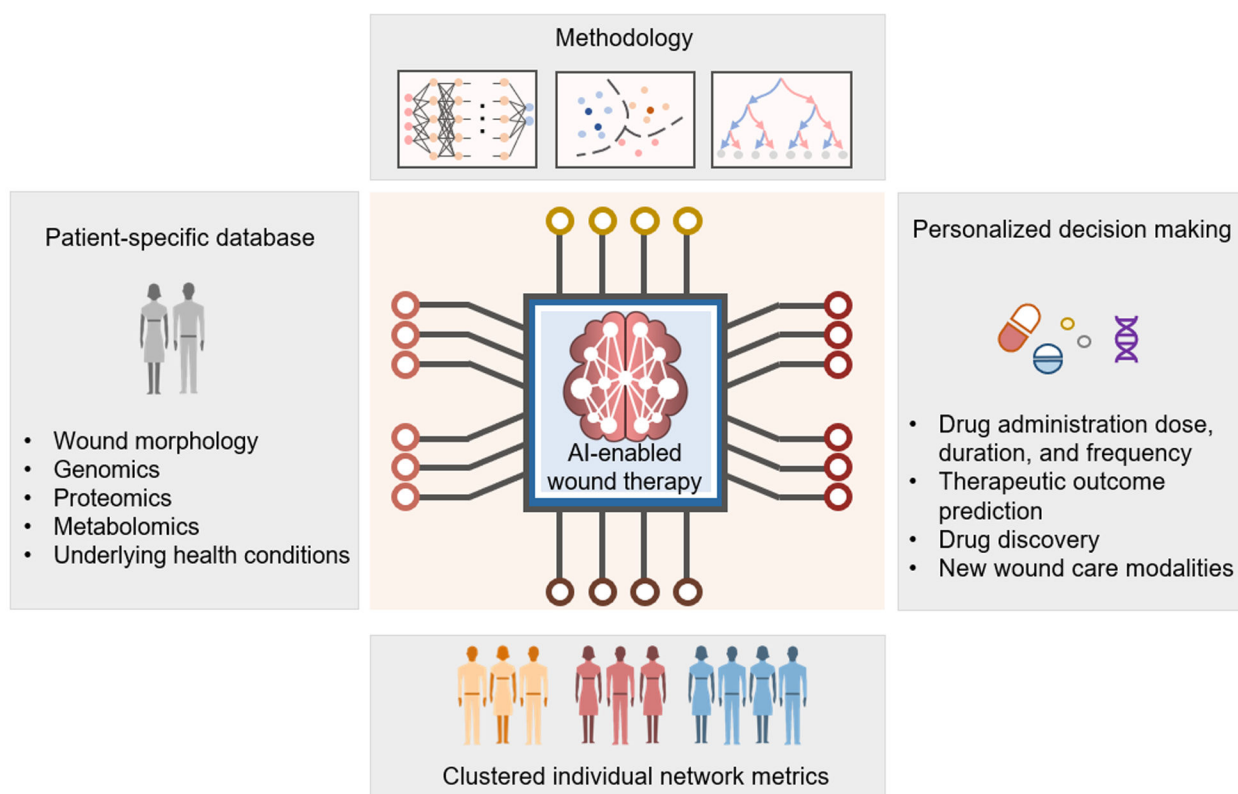 Methodology
Patient-specific database
• Wound morphology
• Genomics
• Proteomics
• Metabolomics
• Underlying health conditions
AI-enabled
wound therapy
Personalized decision making
• Drug administration dose,
duration, and frequency
• Therapeutic outcome
prediction
• Drug discovery
• New wound care modalities
Clustered individual network metrics